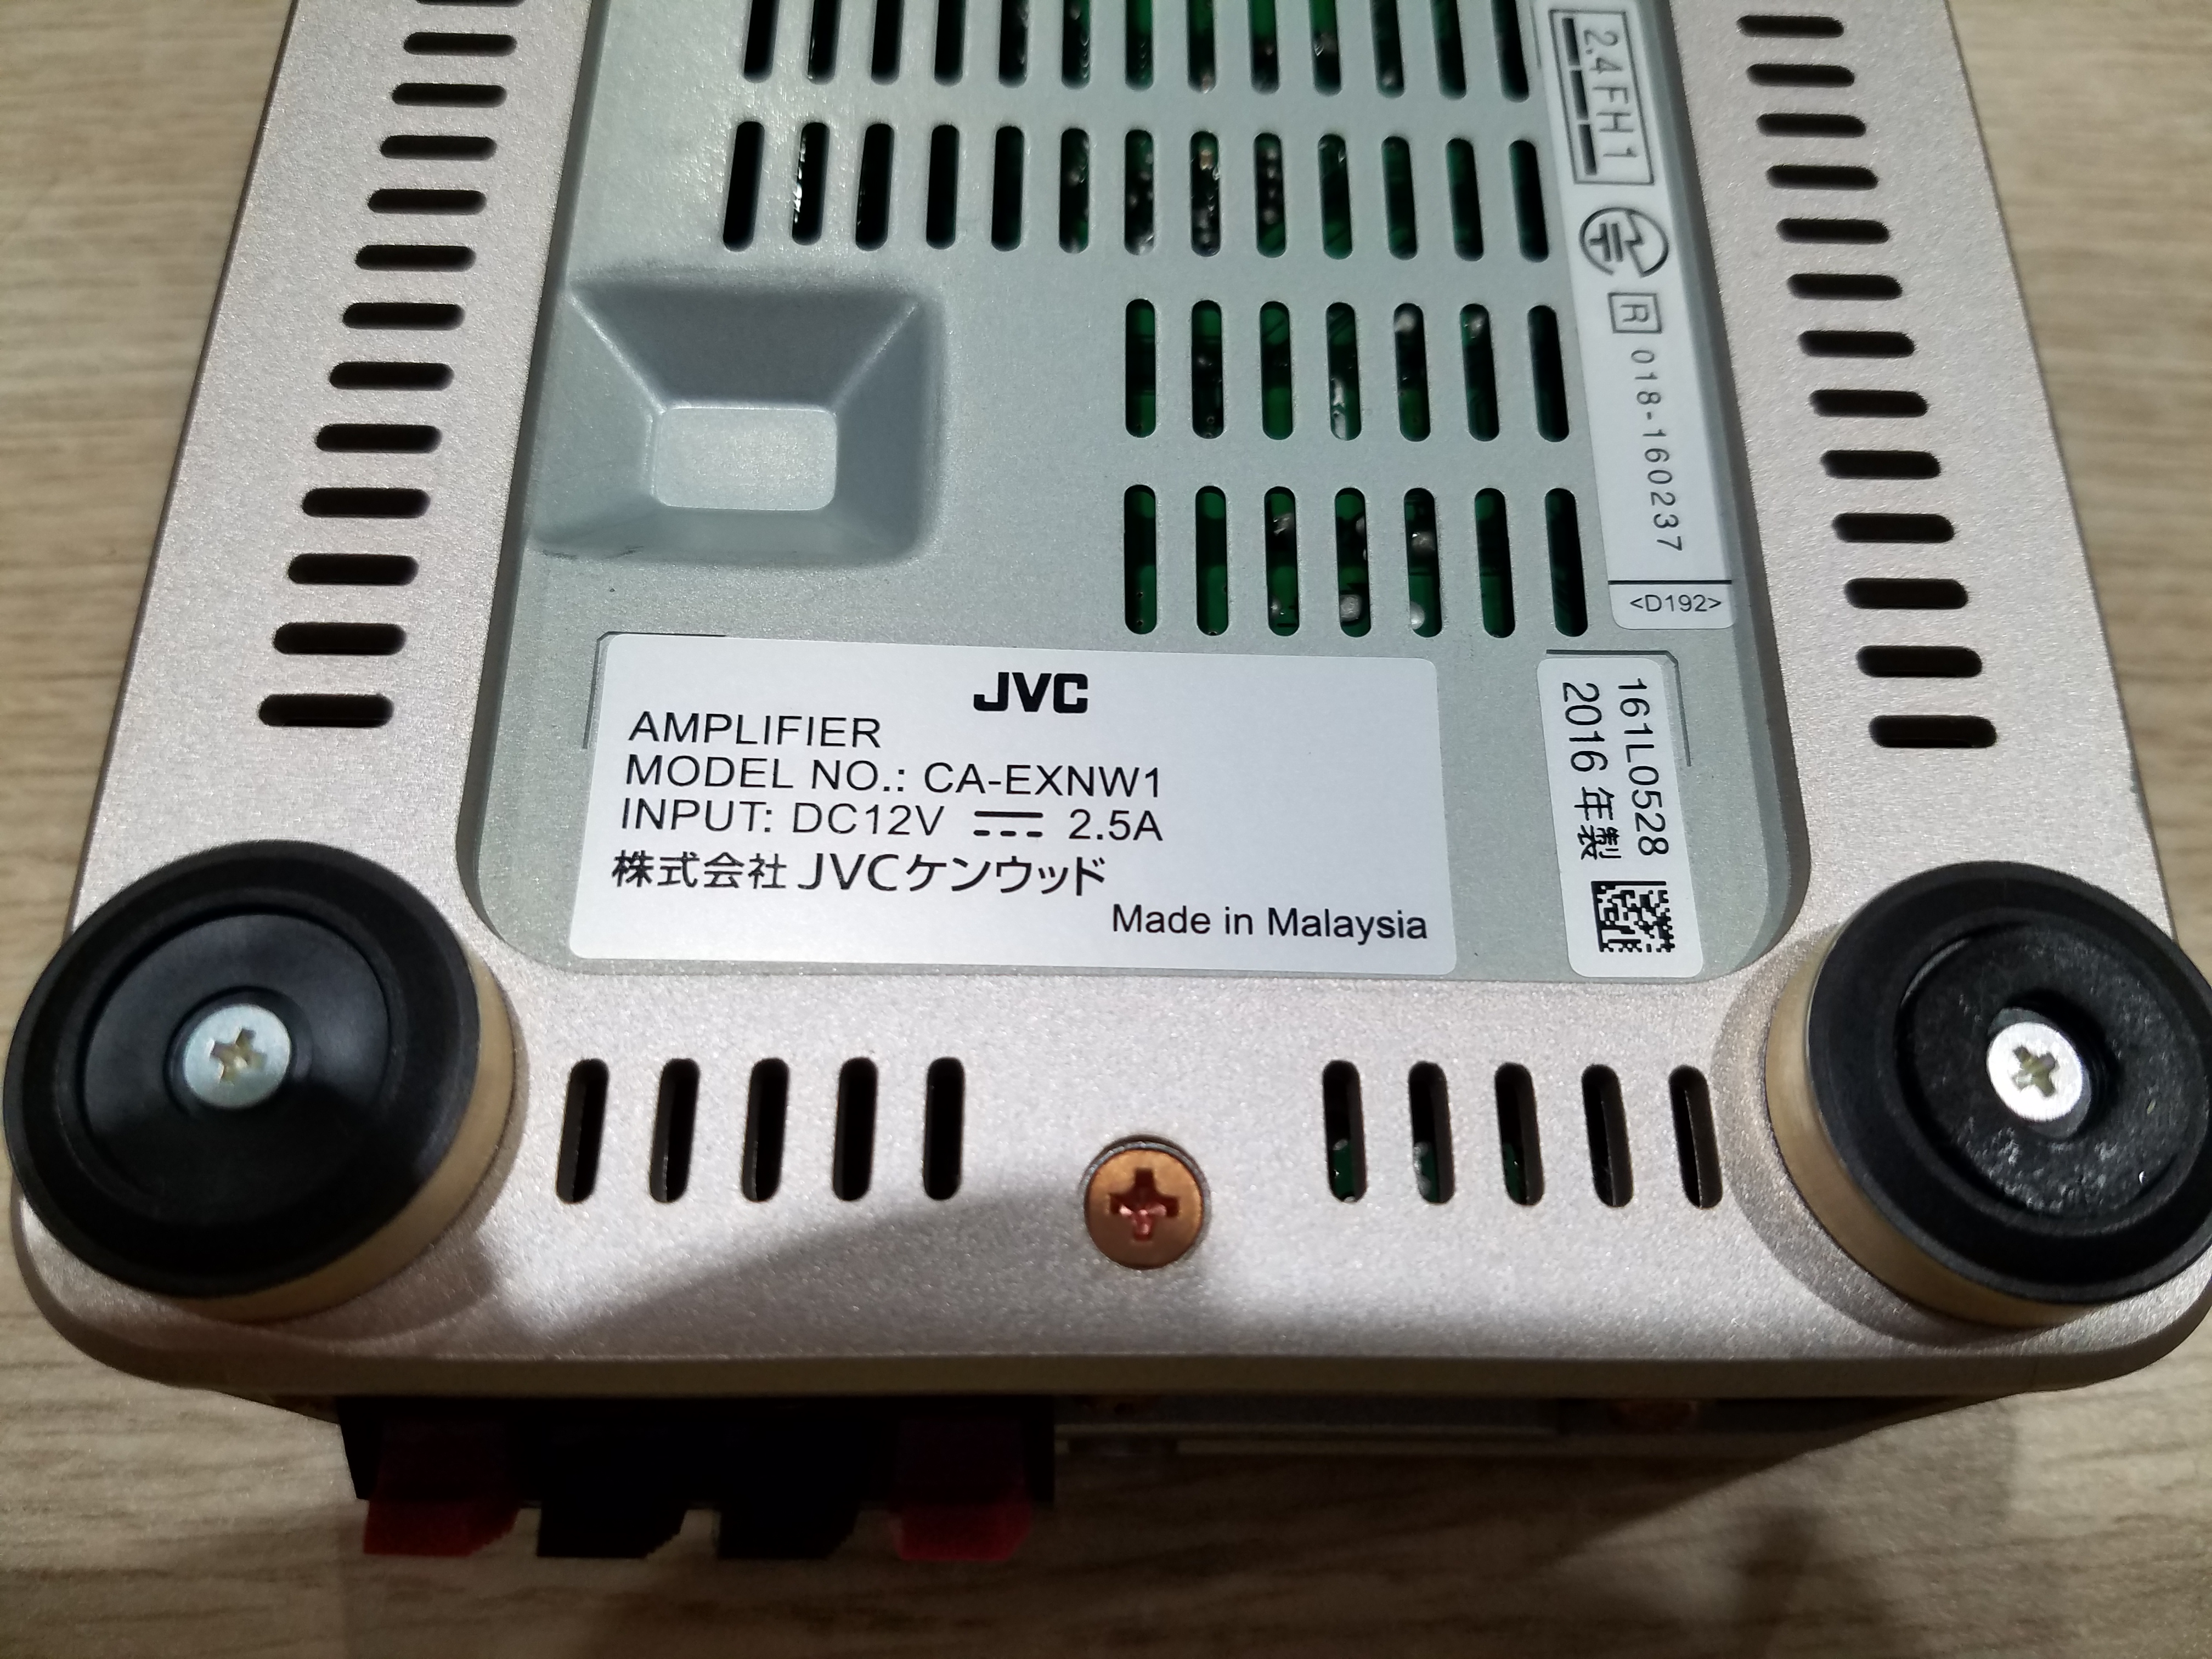 2.4FH1
R 018-160237
<D192>
JVC
AMPLIFIER
MODEL NO.: CA-EXNW1
INPUT: DC12V 2.5A
株式会社JVCケンウッド
Made in Malaysia
161L0528
2016年製